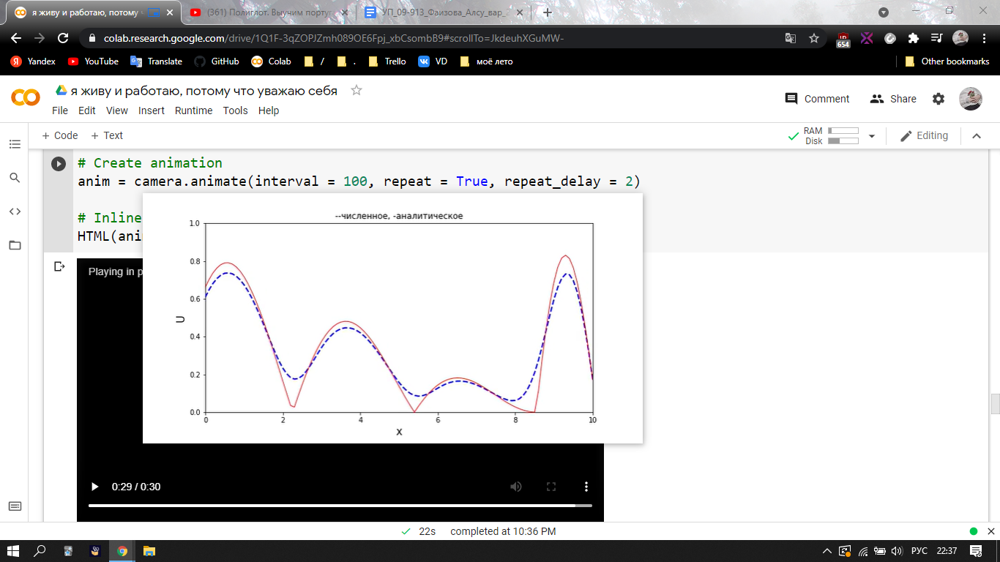 я живу и работаю, потому
(361) Полиглот. Выучим португ
УП_09-913_Фаизова_Алсу_вар_
colab.research.google.com/drive/1Q1F-3qZOPJZmh089OE6Fpj_xbCsombB9#scrollTo=JkdeuhXGuMW-
654
Yandex YouTube Translate GitHub Colab / . Trello VD моё лето Other bookmarks
я живу и работаю, потому что уважаю себя
Comment Share
File Edit View Insert Runtime Tools Help
+ Code + Text
RAM
Disk
Editing
# Create animation
anim = camera.animate(interval = 100, repeat = True, repeat_delay = 2)
# Inline
HTML(ani
Playing in p
--численное, -аналитическое
1.0
0.8
0.6
0.4
0.2
0.0
U
0 2 4 6 8 10
X
0:29 / 0:30
22s completed at 10:36 PM
РУС 22:37